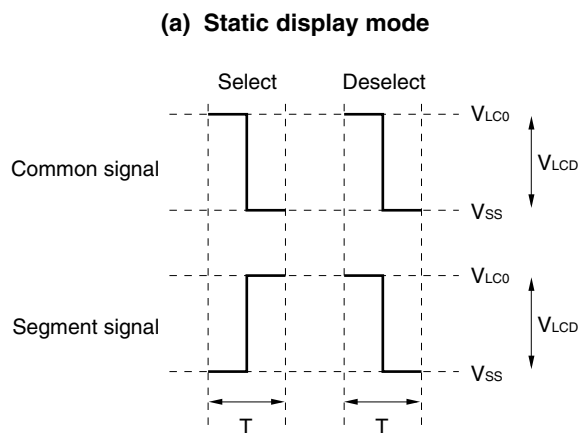 (a) Static display mode
Select
Deselect
Common signal
VLC0
VLCD
VSS
Segment signal
VLC0
VLCD
VSS
T
T